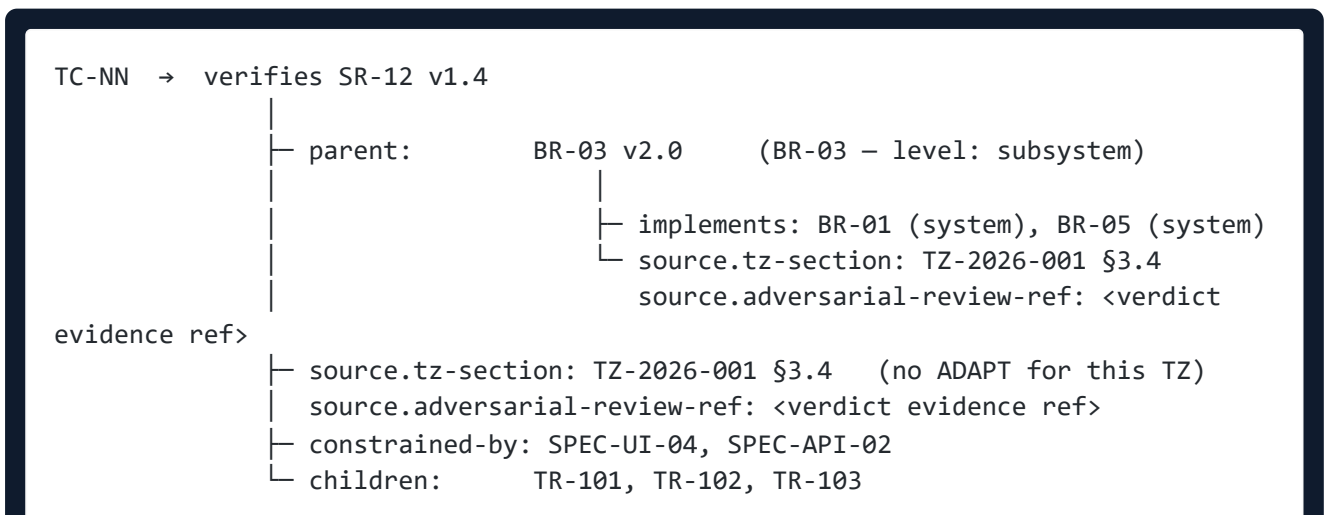 TC-NN  →  verifies SR-12 v1.4
             │
             ├─ parent:       BR-03 v2.0     (BR-03 — level: subsystem)
             │                    │
             │                    ├─ implements: BR-01 (system), BR-05 (system)
             │                    └─ source.tz-section: TZ-2026-001 §3.4
             │                       source.adversarial-review-ref: <verdict
evidence ref>
             ├─ source.tz-section: TZ-2026-001 §3.4   (no ADAPT for this TZ)
             │  source.adversarial-review-ref: <verdict evidence ref>
             ├─ constrained-by: SPEC-UI-04, SPEC-API-02
             └─ children:     TR-101, TR-102, TR-103